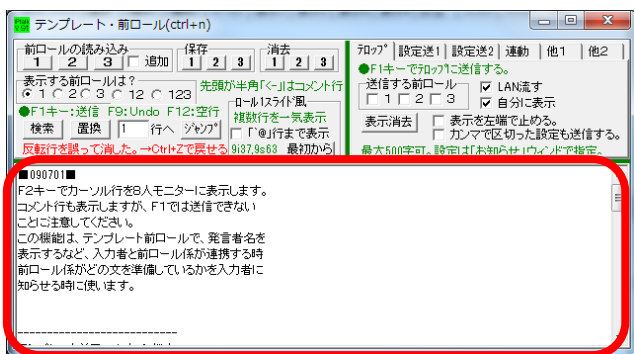 テンプレート・前ロール(ctrl+n)
前ロールの読み込み 保存 消去
1 2 3 追加 1 2 3 1 2 3
表示する前ロールは? 先頭が半角「<-」はコメント行
1 2 3 12 123 ロール1スライド風
●F1キー:送信 F9:Undo F12:空行 複数行を一気表示
検索 置換 1 行へ ジャンプ 「`@」行まで表示
反転行を誤って消した。→Ctrl+Zで戻せる 9i37,9s63 最初から
テロップ 設定送1 設定送2 連動 他1 他2
●F1キーでテロップに送信する。
送信する前ロール LAN流す
1 2 3 自分に表示
表示消去 表示を左端で止める。
カンマで区切った設定も送信する。
最大500字可。設定は「お知らせ」ウィンドで指定。
■090701■
F2キーでカーソル行を8人モニターに表示します。
コメント行も表示しますが、F1では送信できない
ことに注意してください。
この機能は、テンプレート前ロールで、発言者名を
表示するなど、入力者と前ロール係が連携する時
前ロール係がどの文を準備しているかを入力者に
知らせる時に使います。
----------------------------